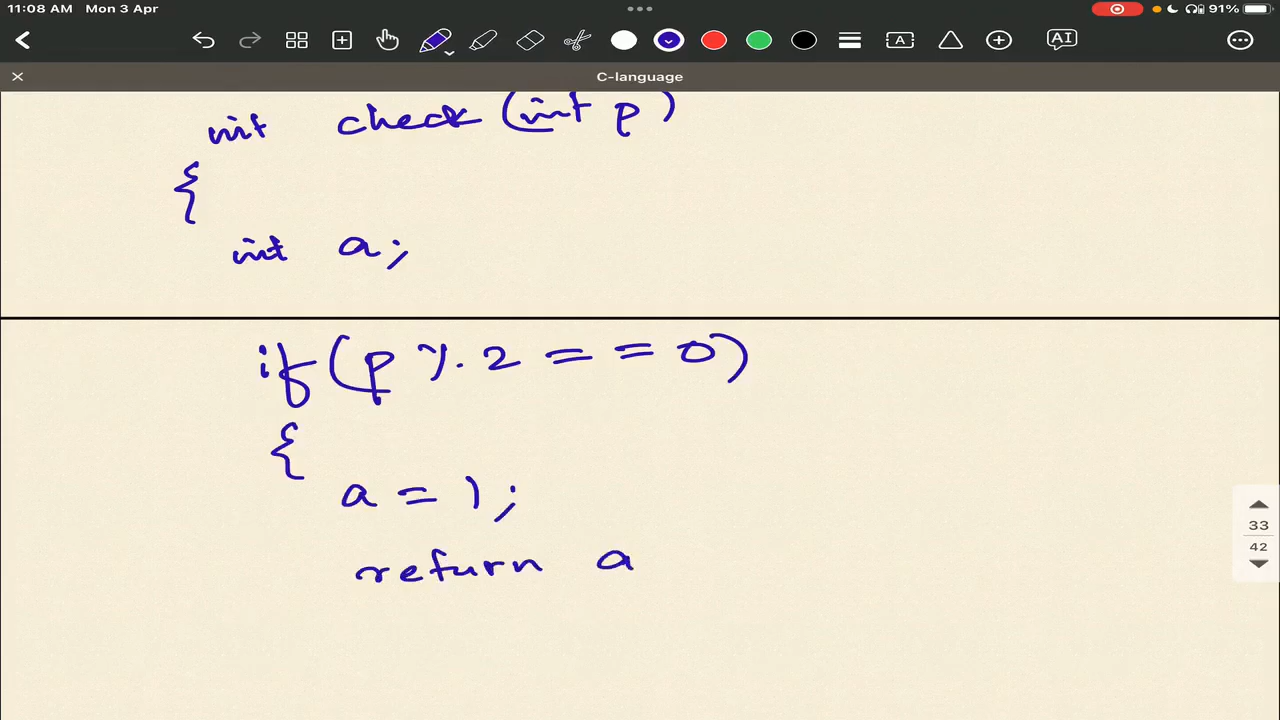 11:08 AM Mon 3 Apr
91%
A
AI
C-language
int check (int p)
{
int a;
if (p % 2 = = 0)
{
a = 1;
return a
33
42